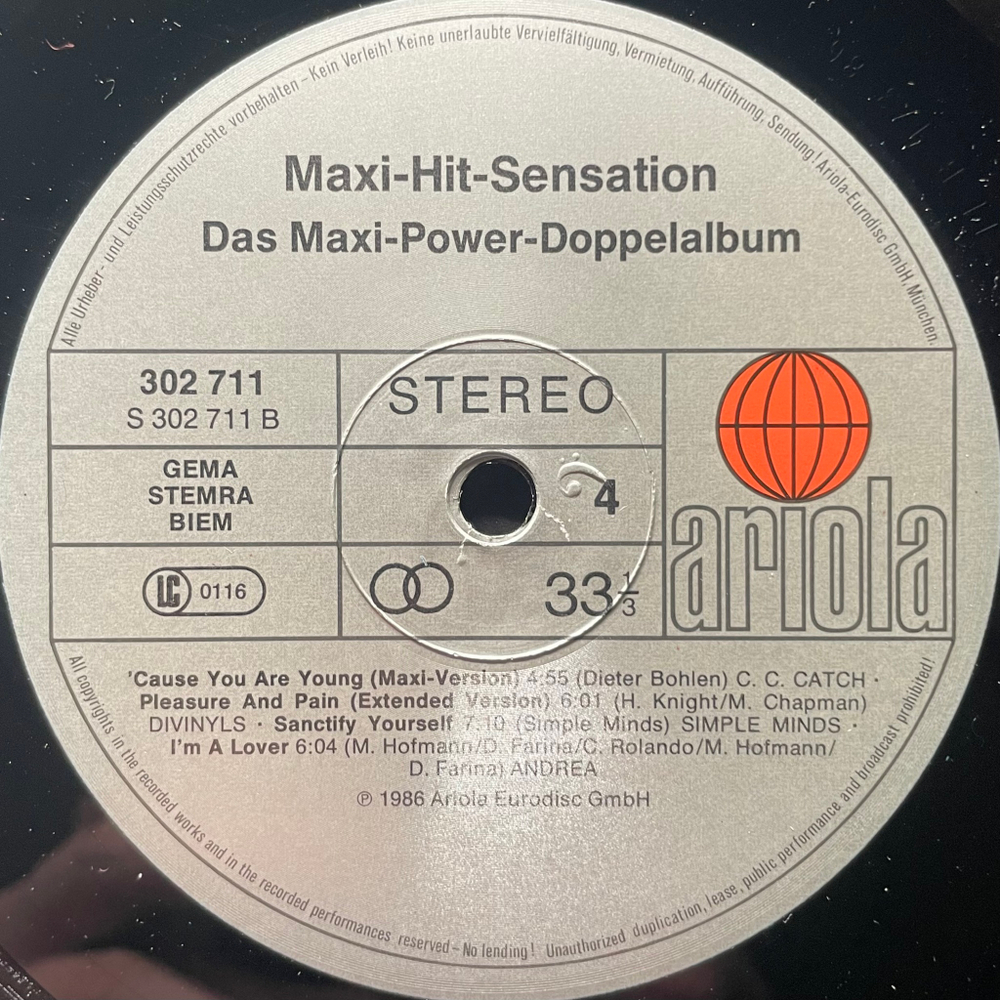 Alle Urheber- und Leistungsschutzrechte vorbehalten – Kein Verleih! Keine unerlaubte Vervielfältigung, Vermietung, Aufführung, Sendung! Ariola-Eurodisc GmbH, München.
Maxi-Hit-Sensation
Das Maxi-Power-Doppelalbum
302 711
S 302 711 B
STEREO
GEMA
STEMRA
BIEM
4
LC 0116
33 1/3
ariola
'Cause You Are Young (Maxi-Version) 4:55 (Dieter Bohlen) C. C. CATCH ·
Pleasure And Pain (Extended Version) 6:01 (H. Knight/M. Chapman)
DIVINYLS · Sanctify Yourself 7.10 (Simple Minds) SIMPLE MINDS ·
I'm A Lover 6:04 (M. Hofmann/D. Farina/C. Rolando/M. Hofmann/
D. Farina) ANDREA
℗ 1986 Ariola Eurodisc GmbH
All copyrights in the recorded works and in the recorded performances reserved – No lending! Unauthorized duplication, lease, public performance and broadcast prohibited!